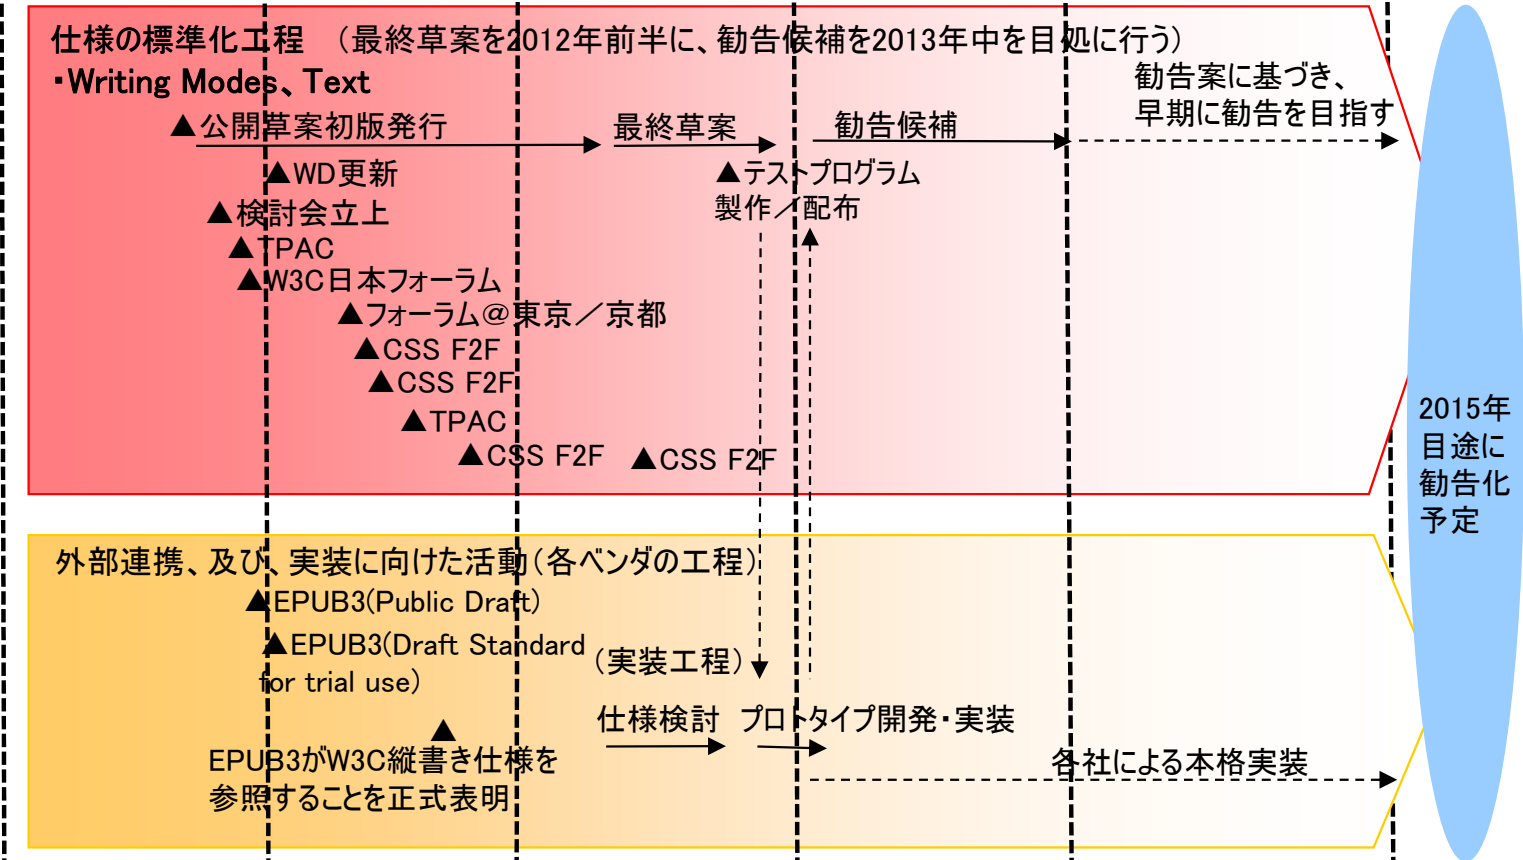 仕様の標準化工程　（最終草案を2012年前半に、勧告候補を2013年中を目処に行う）
・Writing Modes、Text
勧告案に基づき、
早期に勧告を目指す
▲公開草案初版発行
最終草案
勧告候補
▲WD更新
▲テストプログラム
製作／配布
▲検討会立上
▲TPAC
▲W3C日本フォーラム
▲フォーラム＠東京／京都
▲CSS F2F
▲CSS F2F
▲TPAC
▲CSS F2F
▲CSS F2F
2015年
目途に
勧告化
予定
外部連携、及び、実装に向けた活動（各ベンダの工程）
▲EPUB3(Public Draft)
▲EPUB3(Draft Standard
for trial use)
（実装工程）
仕様検討
プロトタイプ開発・実装
▲
EPUB3がW3C縦書き仕様を
参照することを正式表明
各社による本格実装